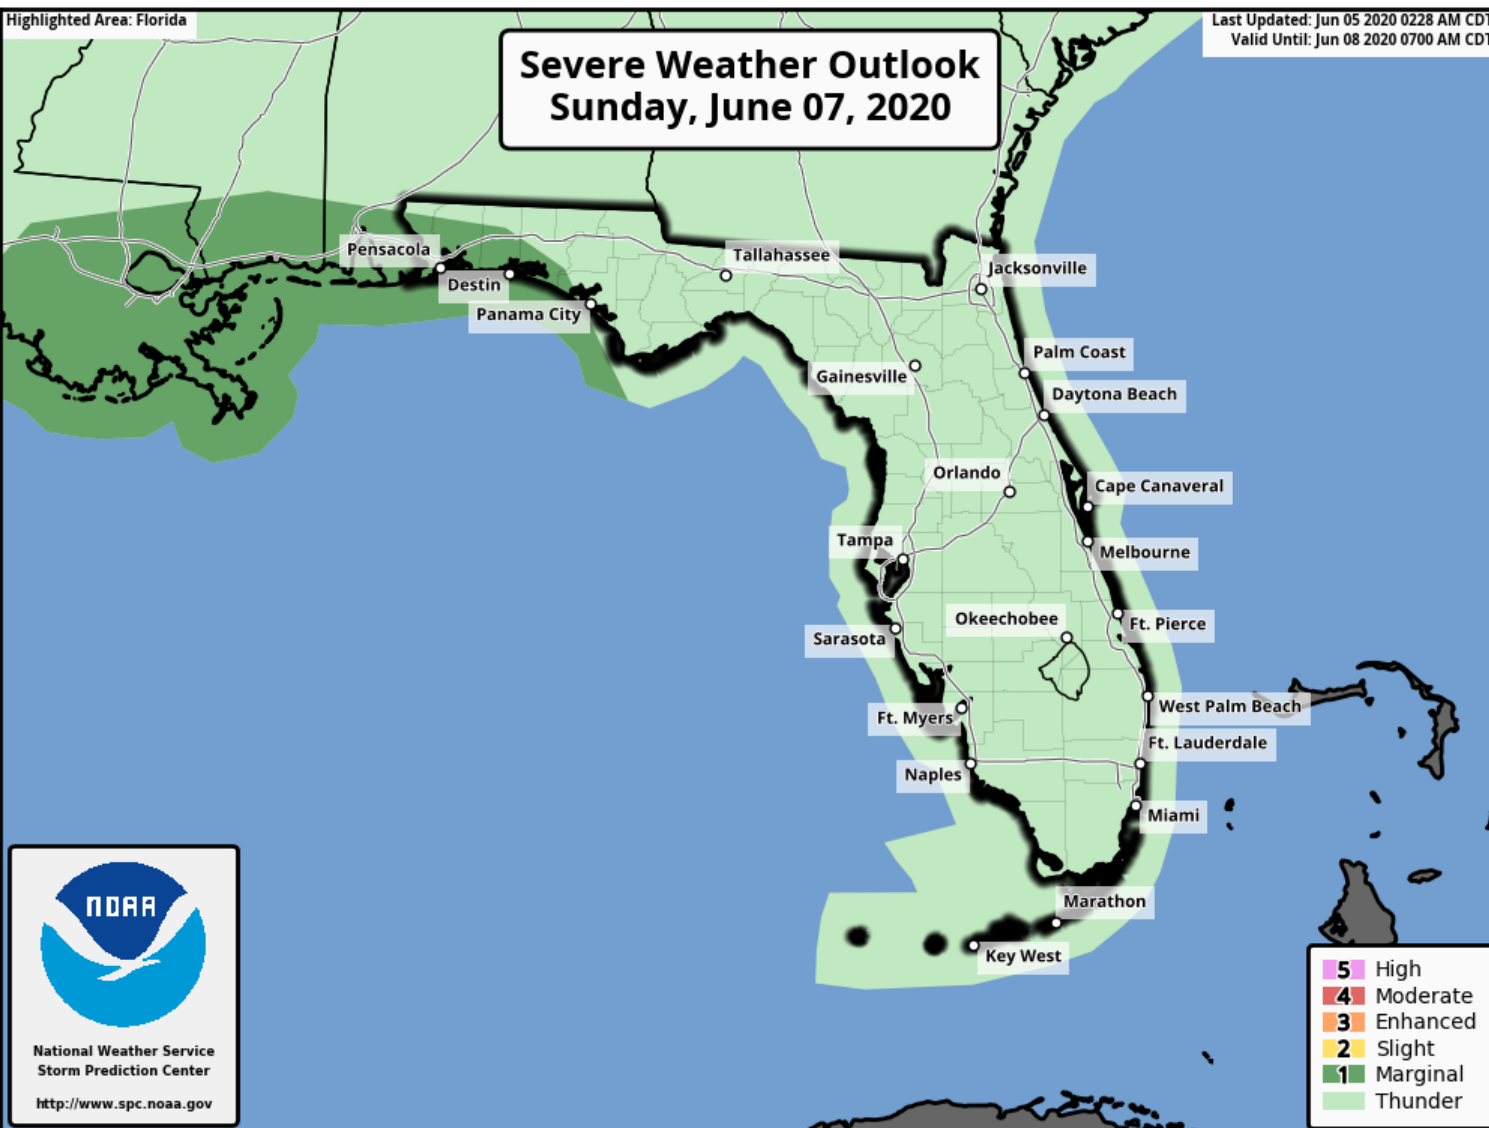 Highlighted Area: Florida
Last Updated: Jun 05 2020 0228 AM CDT
Valid Until: Jun 08 2020 0700 AM CDT
Severe Weather Outlook
Sunday, June 07, 2020
Pensacola
Tallahassee
Jacksonville
Destin
Panama City
Palm Coast
Gainesville
Daytona Beach
Orlando
Cape Canaveral
Tampa
Melbourne
Okeechobee
Ft. Pierce
Sarasota
West Palm Beach
Ft. Myers
Ft. Lauderdale
Naples
Miami
Marathon
Key West
NOAA
National Weather Service
Storm Prediction Center
http://www.spc.noaa.gov
5 High
4 Moderate
3 Enhanced
2 Slight
1 Marginal
Thunder